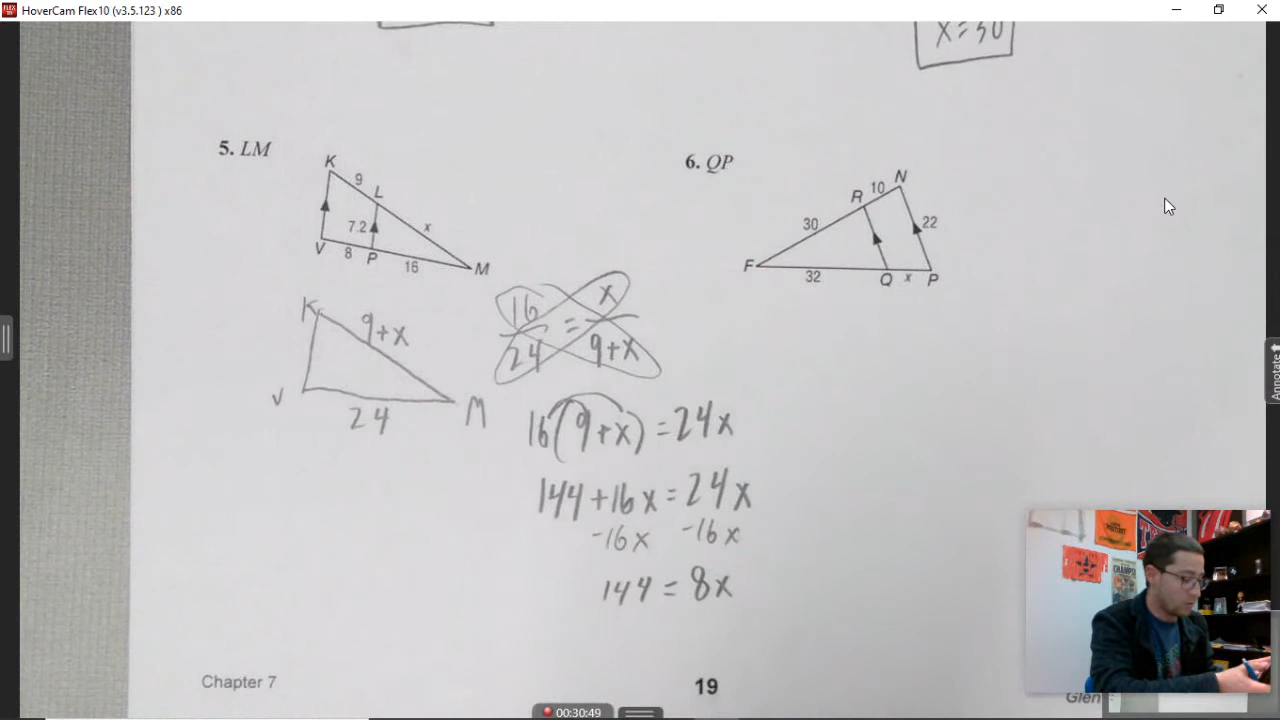 HoverCam Flex10 (v3.5.123 ) x86
x=30
5. LM
K
9
L
7.2
x
V
8
P
16
M
6. QP
N
10
R
30
22
F
32
Q
x
P
K
9+x
V
24
M
16/24 = x/9+x
16(9+x)=24x
144+16x=24x
-16x -16x
144=8x
Chapter 7
19
Glen
00:30:49
Annotate